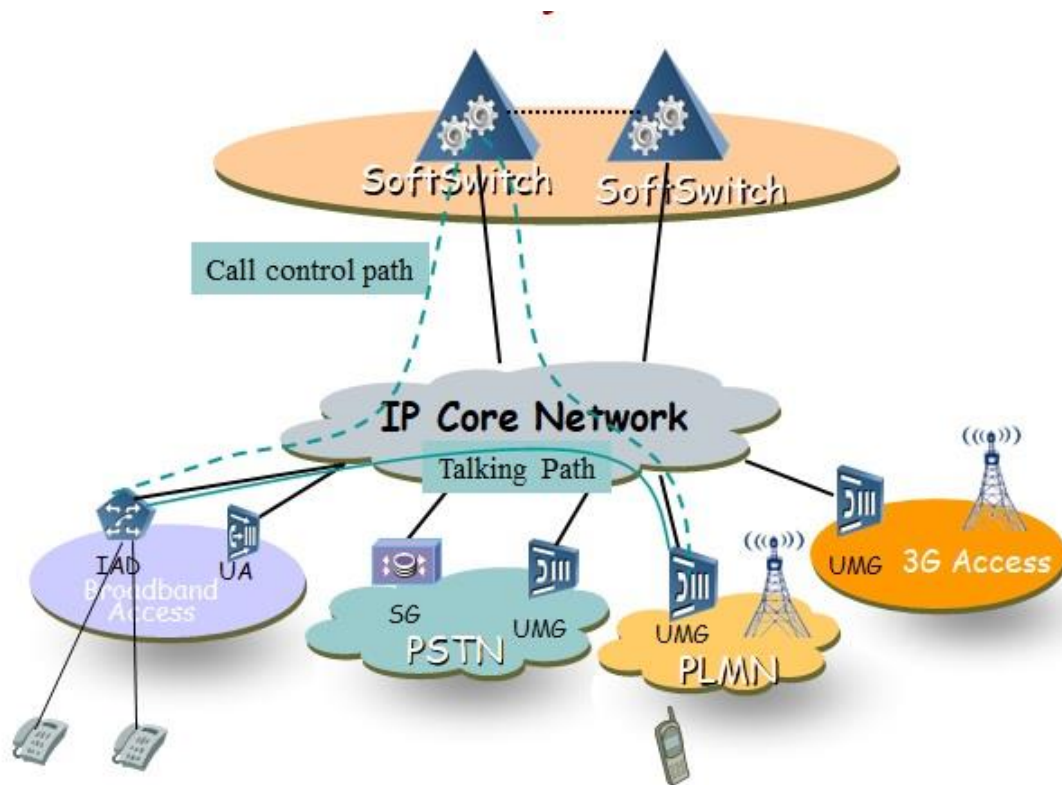 SoftSwitch
SoftSwitch
Call control path
IP Core Network
Talking Path
IAD
UA
Broadband
Access
SG
UMG
PSTN
UMG
PLMN
UMG
3G Access